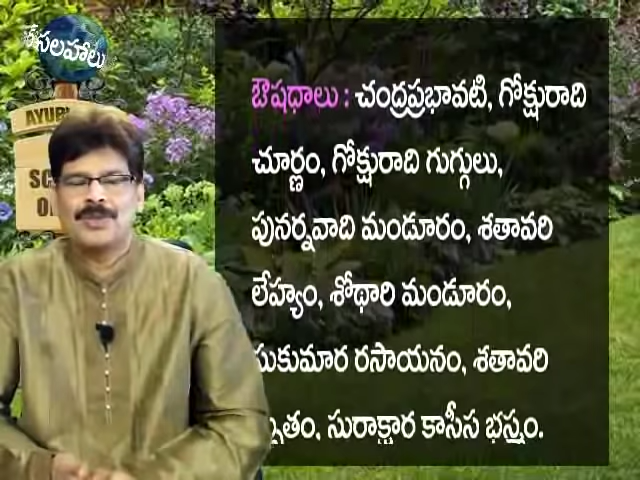 సలహాలు
ఔషధాలు : చంద్రప్రభావటి, గోక్షురాది
చూర్ణం, గోక్షురాది గుగ్గులు,
పునర్నవాది మండూరం, శతావరి
లేహ్యం, శోథారి మండూరం,
సుకుమార రసాయనం, శతావరి
సురాక్షార కాసీస భస్మం.